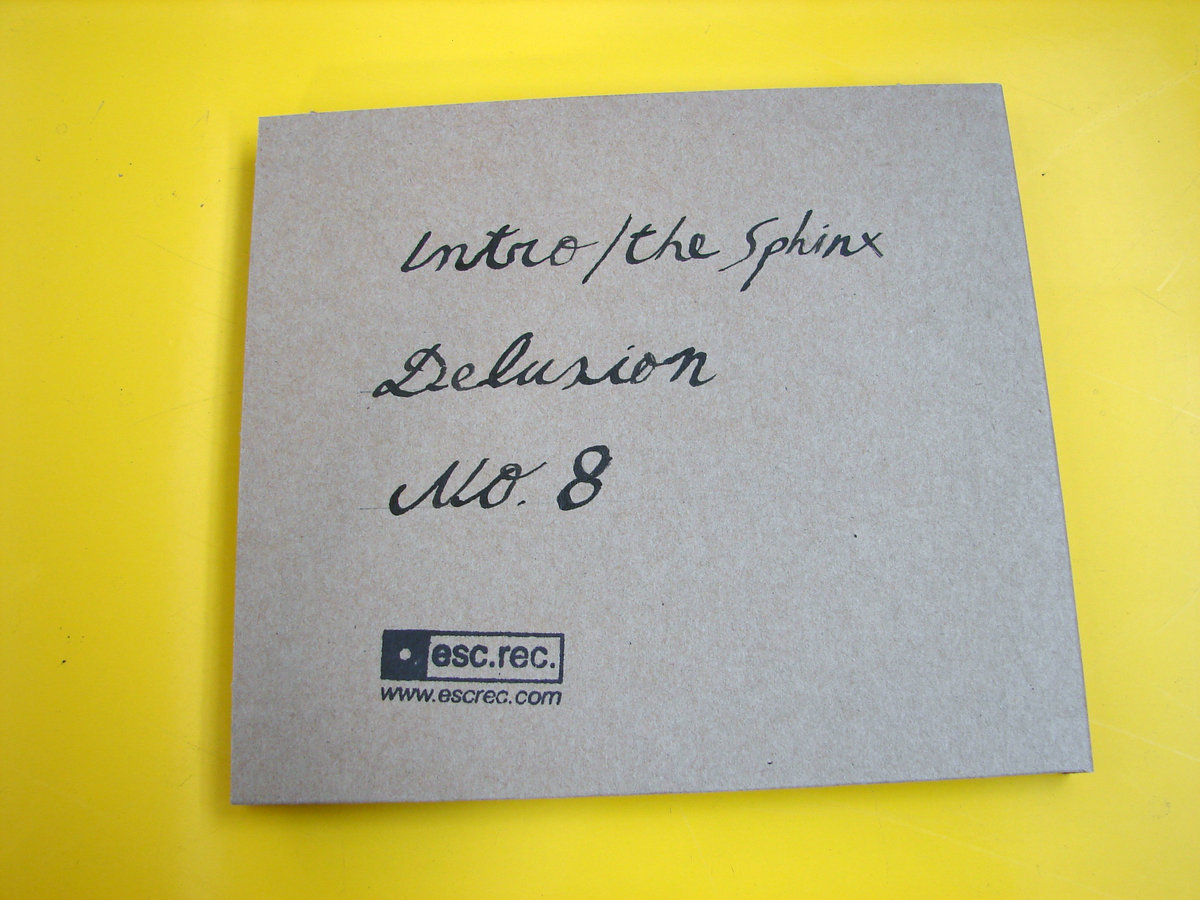 Intro/the Sphinx
Delusion
No. 8
esc.rec.
www.escrec.com